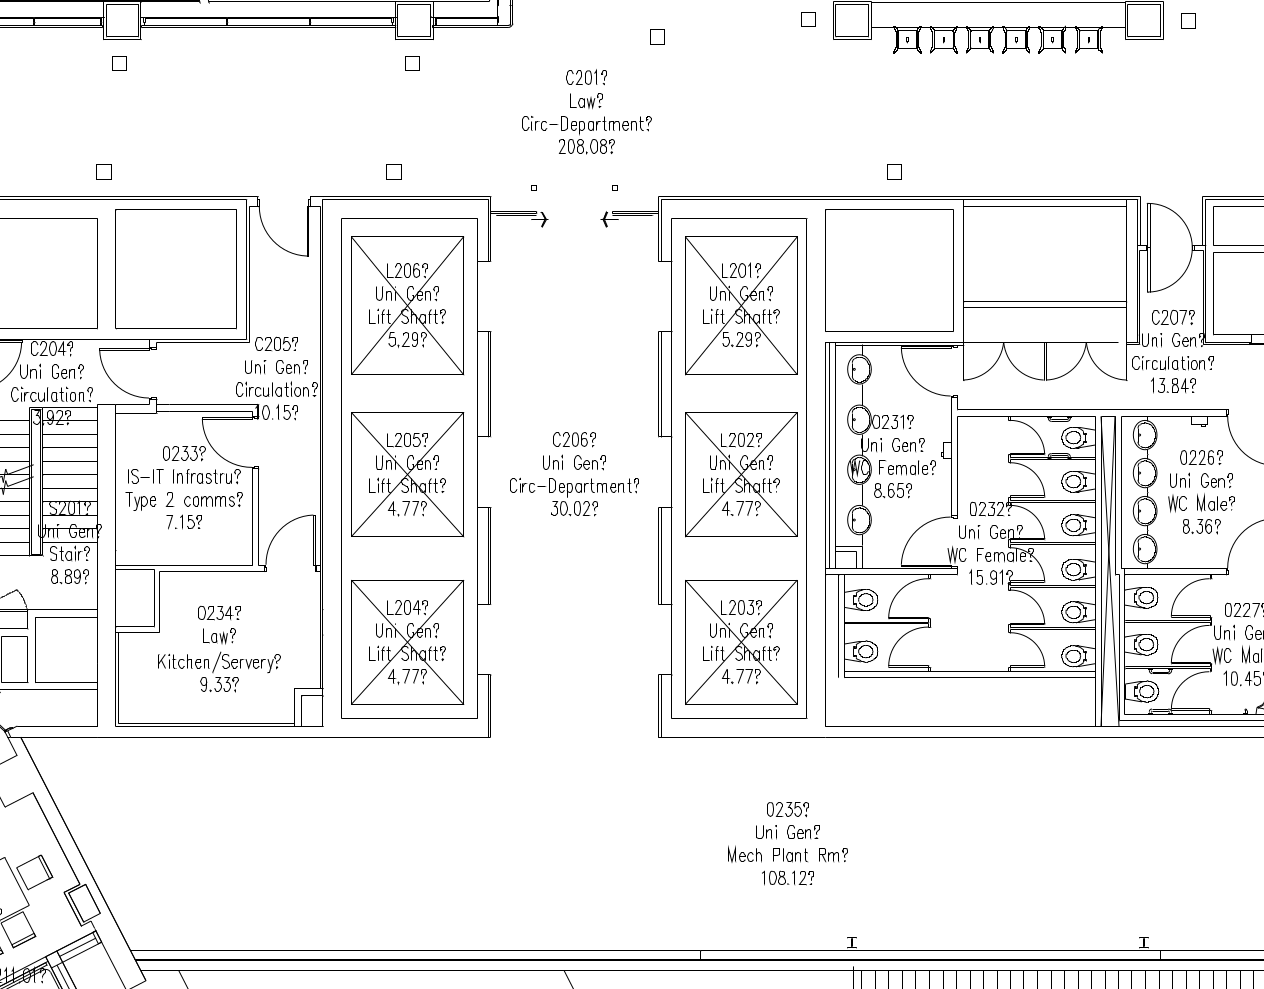 C201?
Law?
Circ-Department?
208.08?
L206?
Uni Gen?
Lift Shaft?
5.29?
L201?
Uni Gen?
Lift Shaft?
5.29?
C204?
Uni Gen?
Circulation?
3.92?
C205?
Uni Gen?
Circulation?
10.15?
C207?
Uni Gen?
Circulation?
13.84?
0233?
IS-IT Infrastru?
Type 2 comms?
7.15?
L205?
Uni Gen?
Lift Shaft?
4.77?
C206?
Uni Gen?
Circ-Department?
30.02?
L202?
Uni Gen?
Lift Shaft?
4.77?
0231?
Uni Gen?
WC Female?
8.65?
0226?
Uni Gen?
WC Male?
8.36?
S201?
Uni Gen?
Stair?
8.89?
0232?
Uni Gen?
WC Female?
15.91?
0234?
Law?
Kitchen/Servery?
9.33?
L204?
Uni Gen?
Lift Shaft?
4.77?
L203?
Uni Gen?
Lift Shaft?
4.77?
0227?
Uni Ge
WC Mal
10.45?
0235?
Uni Gen?
Mech Plant Rm?
108.12?